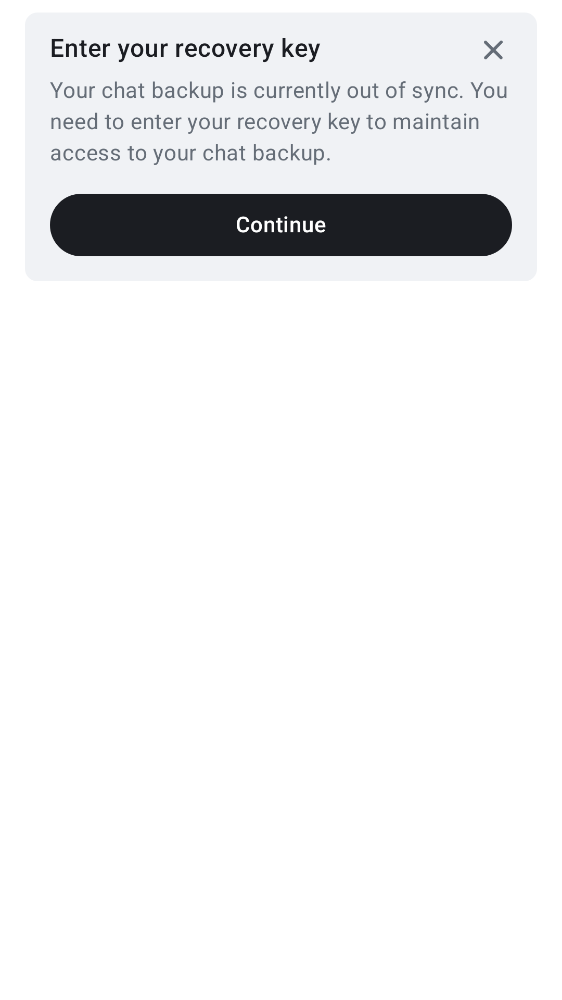 Enter your recovery key
Your chat backup is currently out of sync. You
need to enter your recovery key to maintain
access to your chat backup.
Continue